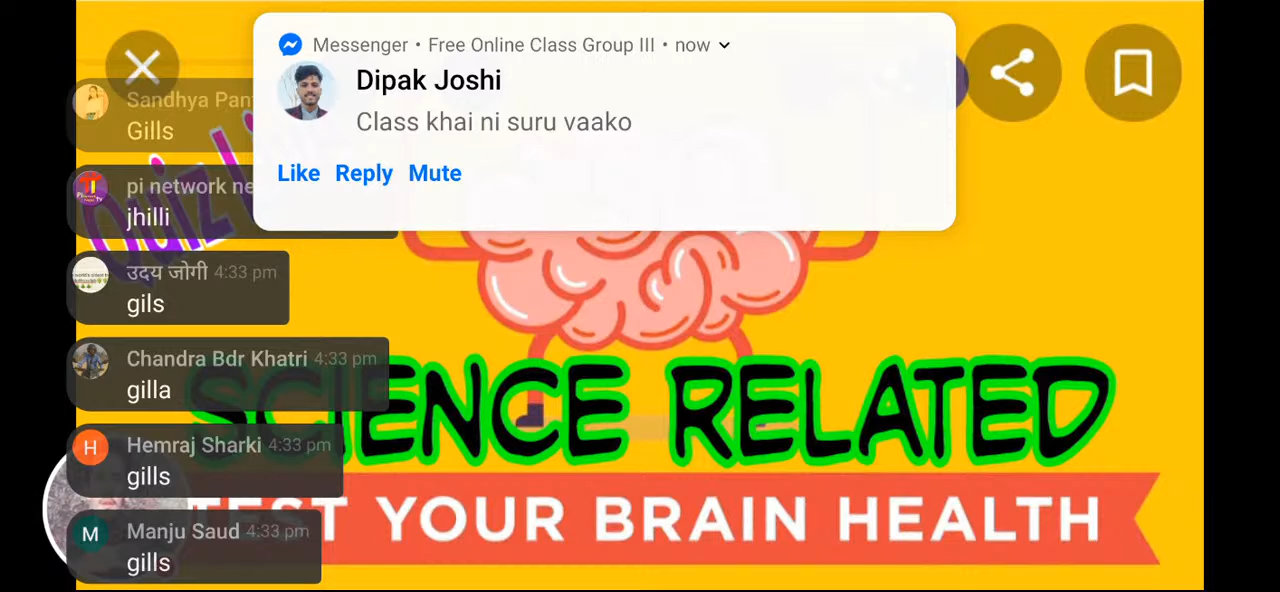 Messenger • Free Online Class Group III • now
Dipak Joshi
Class khai ni suru vaako
Like Reply Mute
Sandhya Pan
Gills
pi network ne
jhilli
Quiz
उदय जोगी 4:33 pm
gils
Chandra Bdr Khatri 4:33 pm
gilla
SCIENCE RELATED
Hemraj Sharki 4:33 pm
H
gills
TEST YOUR BRAIN HEALTH
Manju Saud 4:33 pm
M
gills